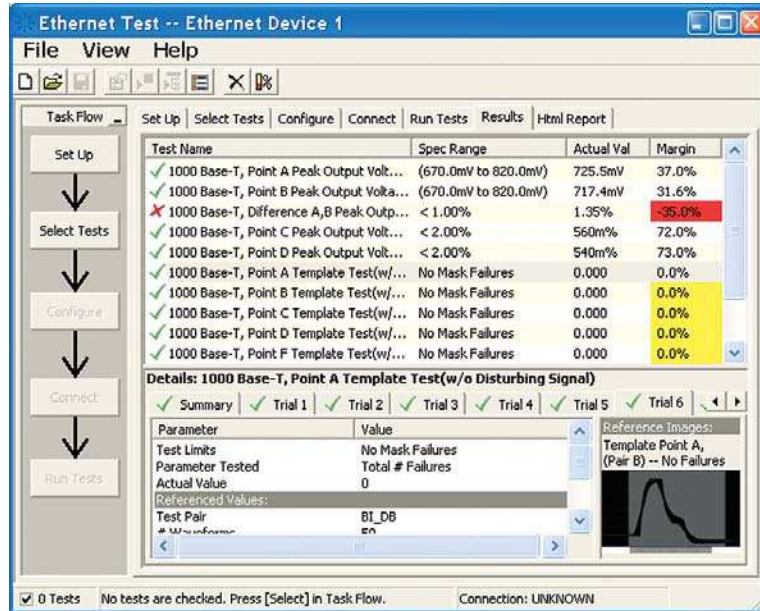 Ethernet Test -- Ethernet Device 1
File View Help
Task Flow
Set Up
Select Tests
Configure
Connect
Run Tests
Set Up Select Tests Configure Connect Run Tests Results Html Report
Test Name Spec Range Actual Val Margin
1000 Base-T, Point A Peak Output Volt... (670.0mV to 820.0mV) 725.5mV 37.0%
1000 Base-T, Point B Peak Output Volta... (670.0mV to 820.0mV) 717.4mV 31.6%
1000 Base-T, Difference A,B Peak Outp... < 1.00% 1.35% -35.0%
1000 Base-T, Point C Peak Output Volt... < 2.00% 560m% 72.0%
1000 Base-T, Point D Peak Output Volt... < 2.00% 540m% 73.0%
1000 Base-T, Point A Template Test(w/... No Mask Failures 0.000 0.0%
1000 Base-T, Point B Template Test(w/... No Mask Failures 0.000 0.0%
1000 Base-T, Point C Template Test(w/... No Mask Failures 0.000 0.0%
1000 Base-T, Point D Template Test(w/... No Mask Failures 0.000 0.0%
1000 Base-T, Point F Template Test(w/... No Mask Failures 0.000 0.0%
Details: 1000 Base-T, Point A Template Test(w/o Disturbing Signal)
Summary Trial 1 Trial 2 Trial 3 Trial 4 Trial 5 Trial 6
Parameter Value
Test Limits No Mask Failures
Parameter Tested Total # Failures
Actual Value 0
Referenced Values:
Test Pair BI_DB
# Waveforms 50
Reference Images:
Template Point A,
(Pair B) -- No Failures
0 Tests No tests are checked. Press [Select] in Task Flow. Connection: UNKNOWN